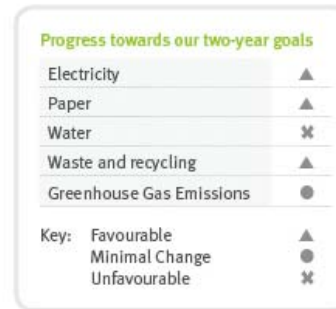 Progress towards our two-year goals
Electricity ▲
Paper ▲
Water ✖
Waste and recycling ▲
Greenhouse Gas Emissions ●
Key: Favourable ▲
Minimal Change ●
Unfavourable ✖